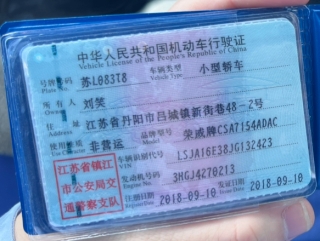 中华人民共和国机动车行驶证
Vehicle License of the People's Republic of China
号牌号码 Plate No. 苏L083T8 车辆类型 Vehicle Type 小型轿车
所有人 Owner 刘笑
住址 Address 江苏省丹阳市吕城镇新街巷48-2号
使用性质 Use Character 非营运 品牌型号 Model 荣威牌CSA7154ADAC
江苏省镇江市公安局交通警察支队
车辆识别代号 VIN LSJA16E38JG132423
发动机号码 Engine No. 3HGJ4270213
注册日期 Register Date 2018-09-10 发证日期 Issue Date 2018-09-10